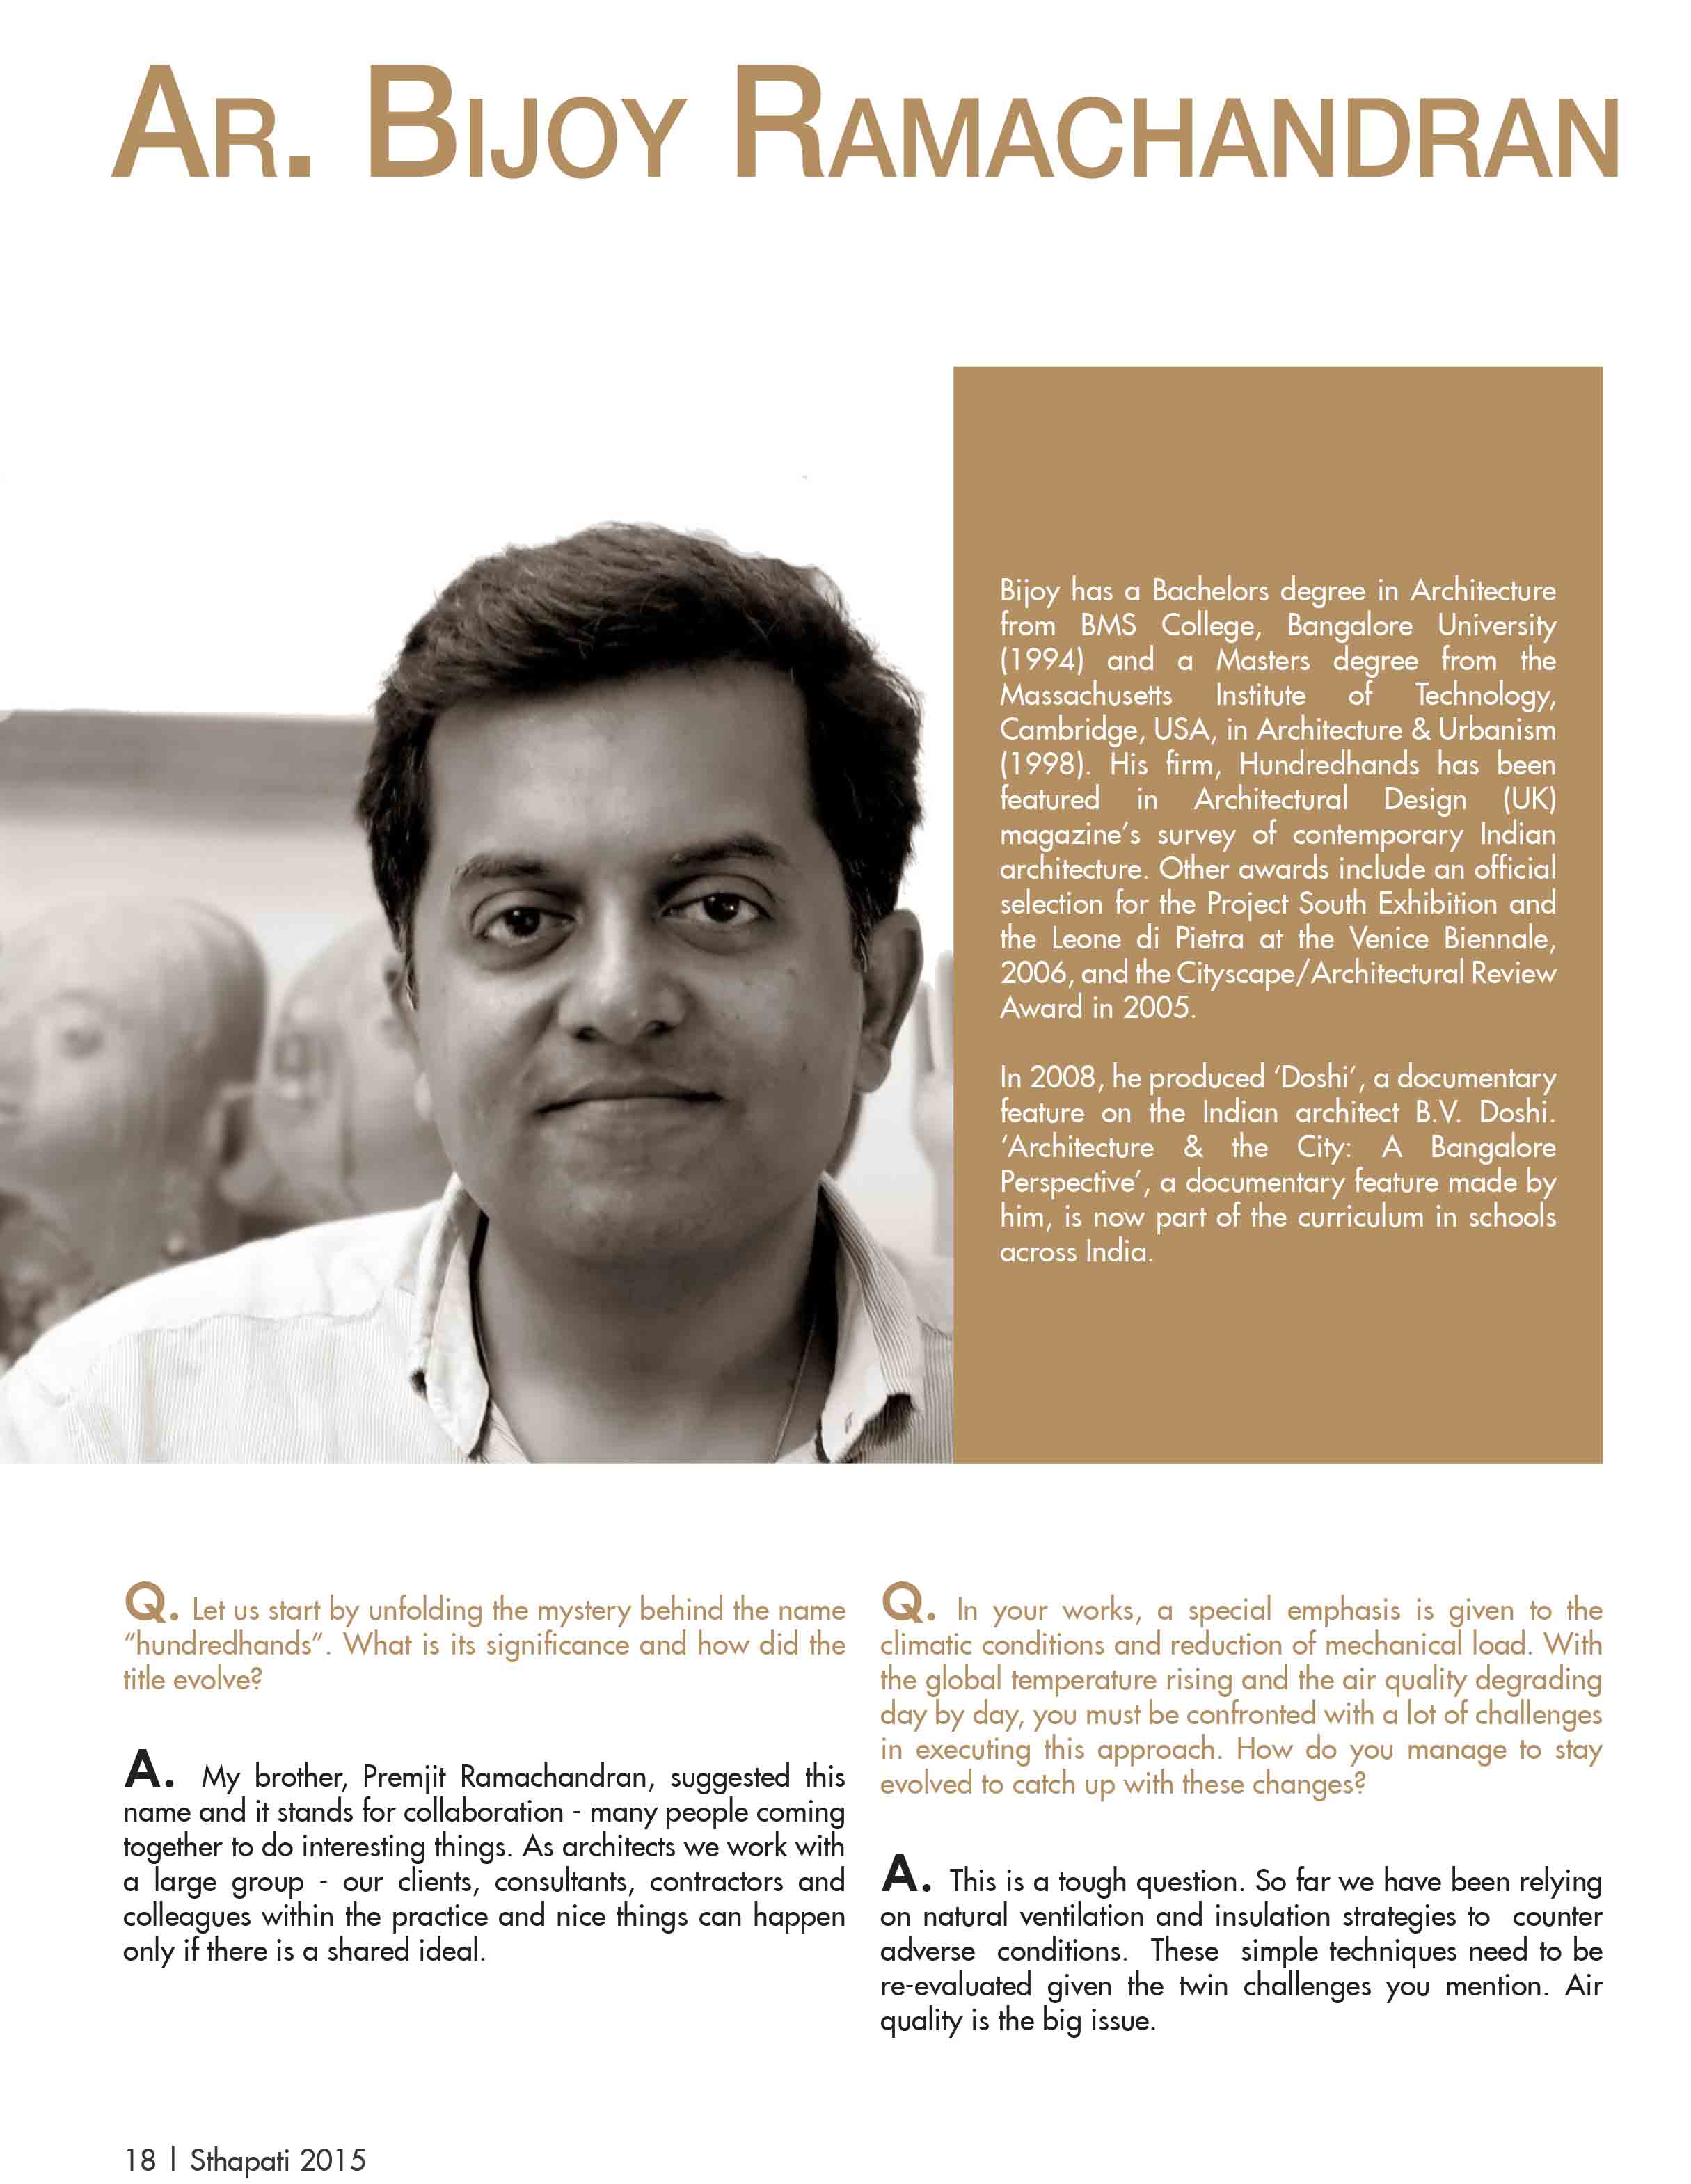 AR. BIJOY RAMACHANDRAN
Bijoy has a Bachelors degree in Architecture
from BMS College, Bangalore University
(1994) and a Masters degree from the
Massachusetts Institute of Technology,
Cambridge, USA, in Architecture & Urbanism
(1998). His firm, Hundredhands has been
featured in Architectural Design (UK)
magazine’s survey of contemporary Indian
architecture. Other awards include an official
selection for the Project South Exhibition and
the Leone di Pietra at the Venice Biennale,
2006, and the Cityscape/Architectural Review
Award in 2005.
In 2008, he produced ‘Doshi’, a documentary
feature on the Indian architect B.V. Doshi.
‘Architecture & the City: A Bangalore
Perspective’, a documentary feature made by
him, is now part of the curriculum in schools
across India.
Q. Let us start by unfolding the mystery behind the name
“hundredhands”. What is its significance and how did the
title evolve?
A. My brother, Premjit Ramachandran, suggested this
name and it stands for collaboration - many people coming
together to do interesting things. As architects we work with
a large group - our clients, consultants, contractors and
colleagues within the practice and nice things can happen
only if there is a shared ideal.
Q. In your works, a special emphasis is given to the
climatic conditions and reduction of mechanical load. With
the global temperature rising and the air quality degrading
day by day, you must be confronted with a lot of challenges
in executing this approach. How do you manage to stay
evolved to catch up with these changes?
A. This is a tough question. So far we have been relying
on natural ventilation and insulation strategies to counter
adverse conditions. These simple techniques need to be
re-evaluated given the twin challenges you mention. Air
quality is the big issue.
18 | Sthapati 2015